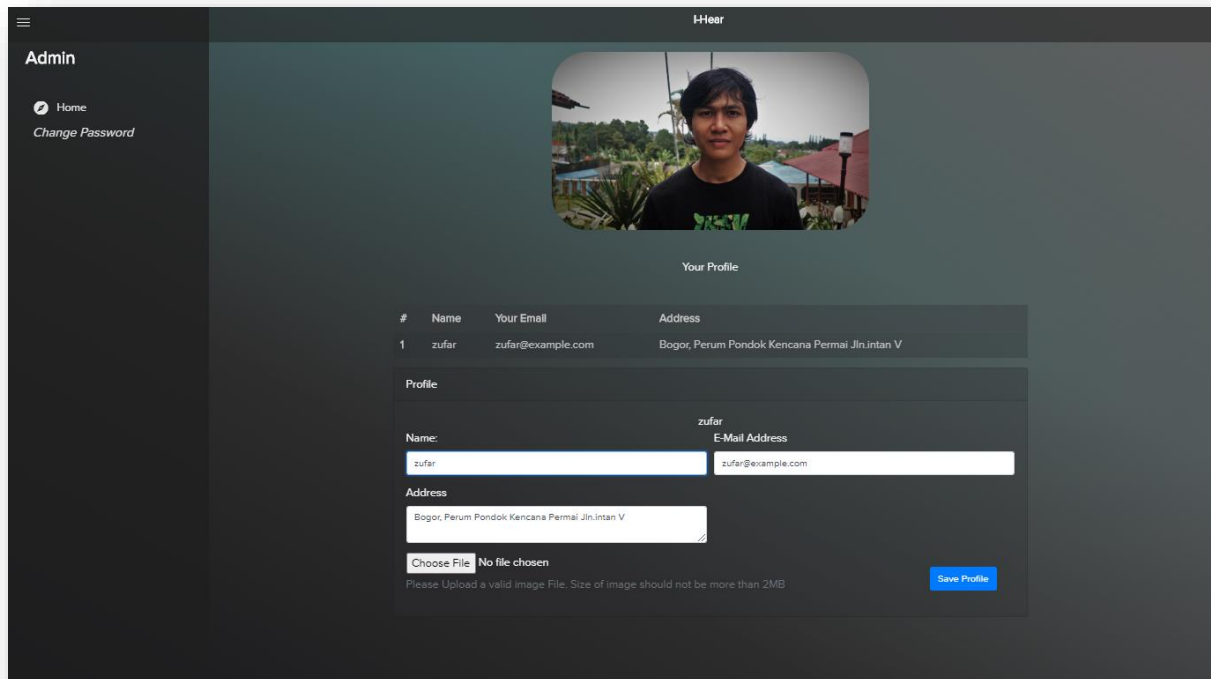 I-Hear
Admin
Home
Change Password
Your Profile
# Name Your Email Address
1 zufar zufar@example.com Bogor, Perum Pondok Kencana Permai Jln.intan V
Profile
zufar
Name: E-Mail Address
zufar zufar@example.com
Address
Bogor, Perum Pondok Kencana Permai Jln.intan V
Choose File No file chosen
Please Upload a valid image File. Size of image should not be more than 2MB
Save Profile